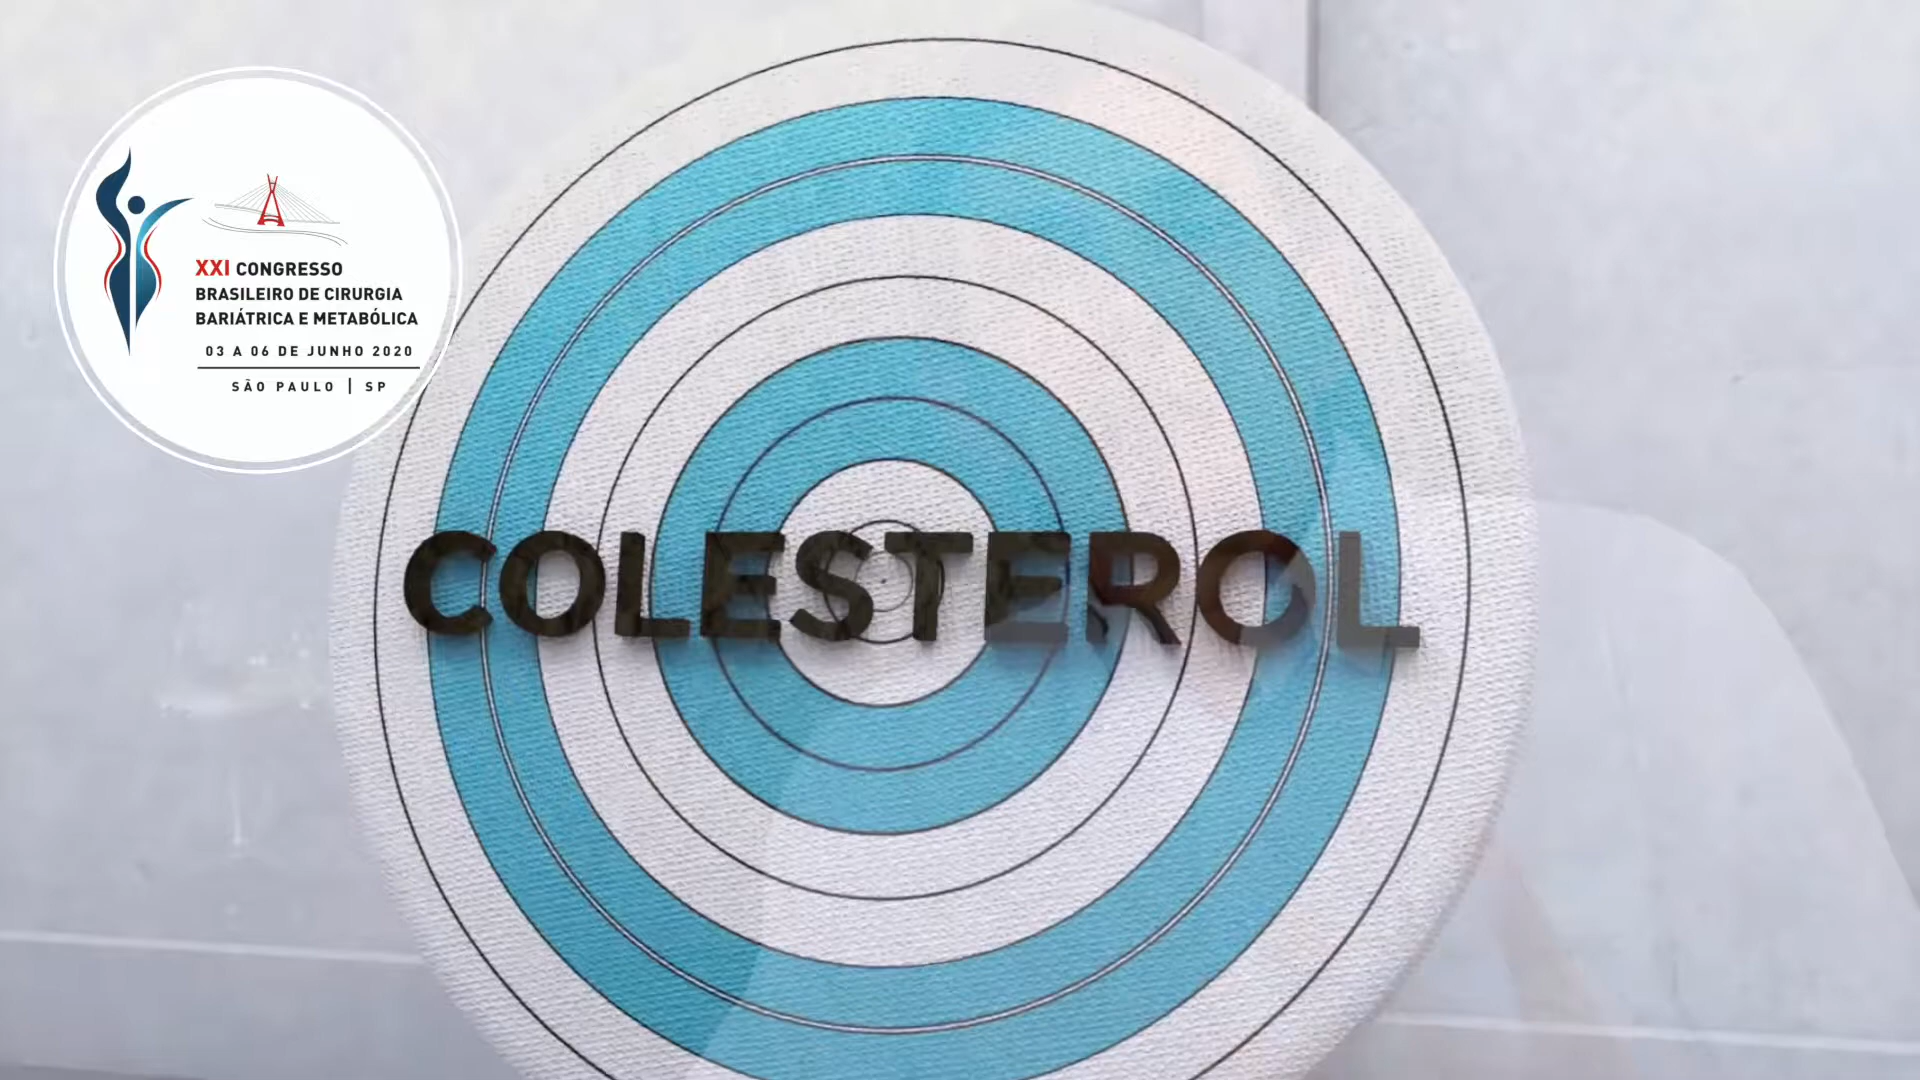 XXI CONGRESSO
BRASILEIRO DE CIRURGIA
BARIÁTRICA E METABÓLICA
03 A 06 DE JUNHO 2020
SÃO PAULO | SP
COLESTEROL